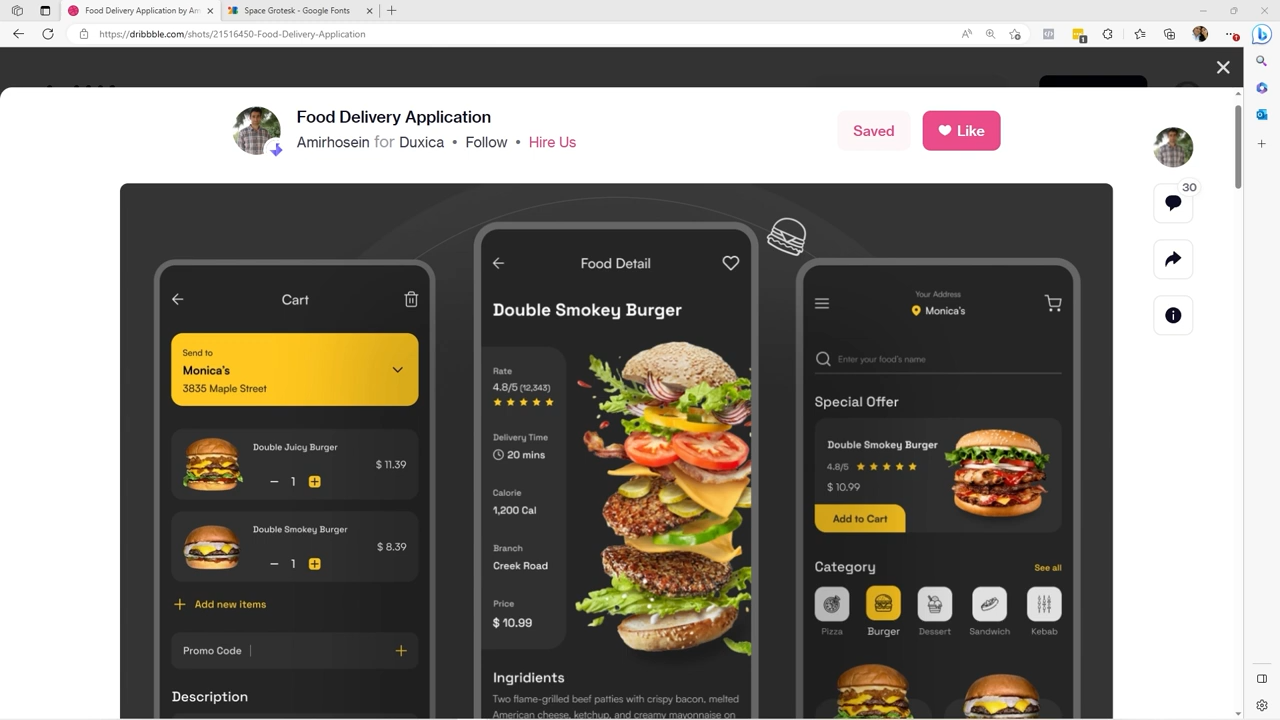 Food Delivery Application by Am
Space Grotesk - Google Fonts
https://dribbble.com/shots/21516450-Food-Delivery-Application
1
Food Delivery Application
Amirhosein for Duxica • Follow • Hire Us
Saved
Like
30
Cart
Send to
Monica's
3835 Maple Street
Double Juicy Burger
$ 11.39
1
Double Smokey Burger
$ 8.39
1
Add new items
Promo Code
Description
Food Detail
Double Smokey Burger
Rate
4.8/5 (12,343)
Delivery Time
20 mins
Calorie
1,200 Cal
Branch
Creek Road
Price
$ 10.99
Ingridients
Two flame-grilled beef patties with crispy bacon, melted
American cheese, ketchup, and creamy mayonnaise on
Your Address
Monica's
Enter your food's name
Special Offer
Double Smokey Burger
4.8/5
$ 10.99
Add to Cart
Category
See all
Pizza
Burger
Dessert
Sandwich
Kebab